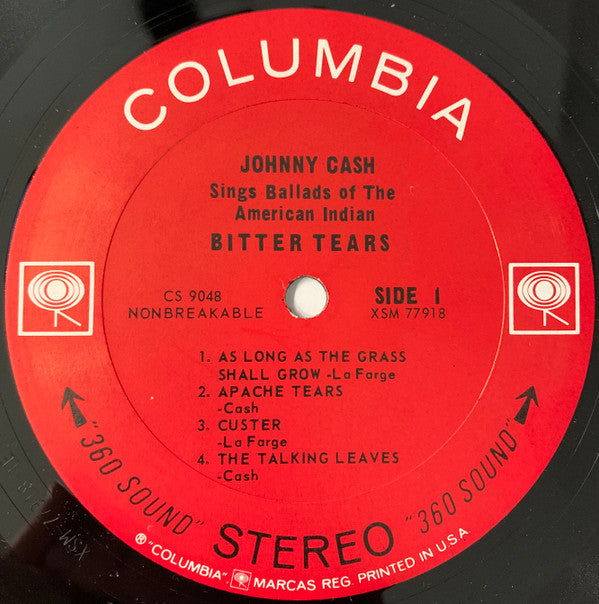 COLUMBIA
JOHNNY CASH
Sings Ballads of The
American Indian
BITTER TEARS
CS 9048
NONBREAKABLE
SIDE 1
XSM 77918
1. AS LONG AS THE GRASS
SHALL GROW -La Farge
2. APACHE TEARS
-Cash
3. CUSTER
-La Farge
4. THE TALKING LEAVES
-Cash
"360 SOUND" STEREO "360 SOUND"
® "COLUMBIA" MARCAS REG. PRINTED IN U.S.A.